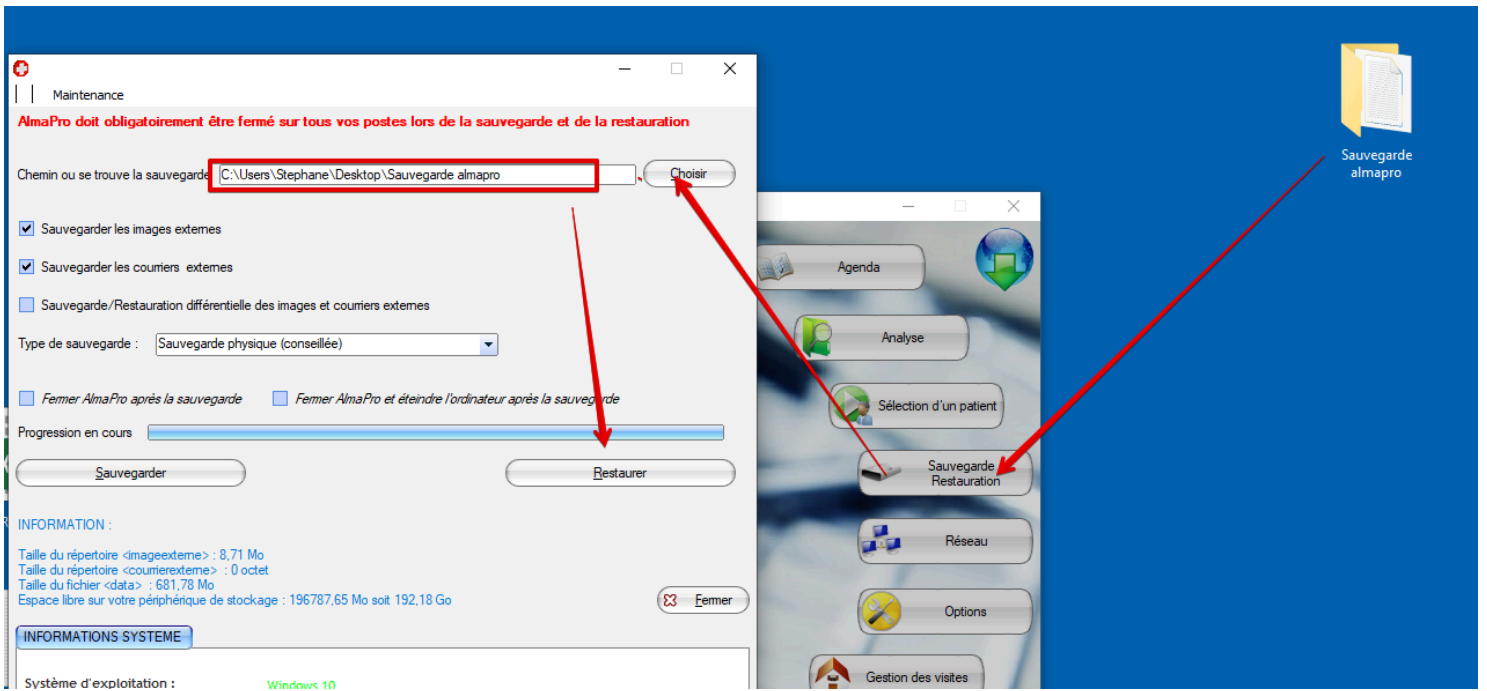 Maintenance
AlmaPro doit obligatoirement être fermé sur tous vos postes lors de la sauvegarde et de la restauration
Chemin ou se trouve la sauvegarde C:\Users\Stephane\Desktop\Sauvegarde almapro Choisir
Sauvegarder les images externes
Sauvegarder les courriers externes
Sauvegarde/Restauration différentielle des images et courriers externes
Type de sauvegarde : Sauvegarde physique (conseillée)
Fermer AlmaPro après la sauvegarde Fermer AlmaPro et éteindre l'ordinateur après la sauvegarde
Progression en cours
Sauvegarder Restaurer
INFORMATION :
Taille du répertoire <imageexterne> : 8,71 Mo
Taille du répertoire <courrierexterne> : 0 octet
Taille du fichier <data> : 681,78 Mo
Espace libre sur votre périphérique de stockage : 196787,65 Mo soit 192,18 Go
Fermer
INFORMATIONS SYSTEME
Système d'exploitation : Windows 10
Agenda
Analyse
Sélection d'un patient
Sauvegarde
Restauration
Réseau
Options
Gestion des visites
Sauvegarde
almapro